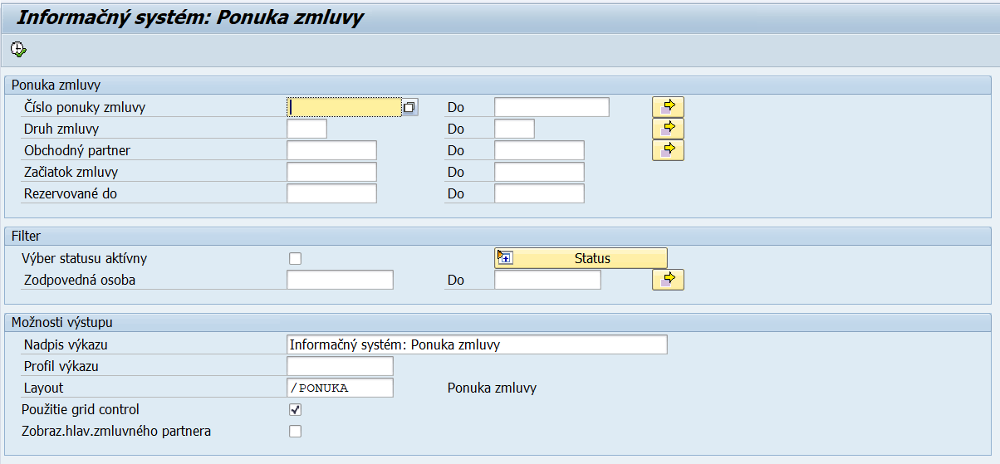 Informačný systém: Ponuka zmluvy
Ponuka zmluvy
Číslo ponuky zmluvy Do
Druh zmluvy Do
Obchodný partner Do
Začiatok zmluvy Do
Rezervované do Do
Filter
Výber statusu aktívny Status
Zodpovedná osoba Do
Možnosti výstupu
Nadpis výkazu Informačný systém: Ponuka zmluvy
Profil výkazu
Layout /PONUKA Ponuka zmluvy
Použitie grid control
Zobraz.hlav.zmluvného partnera